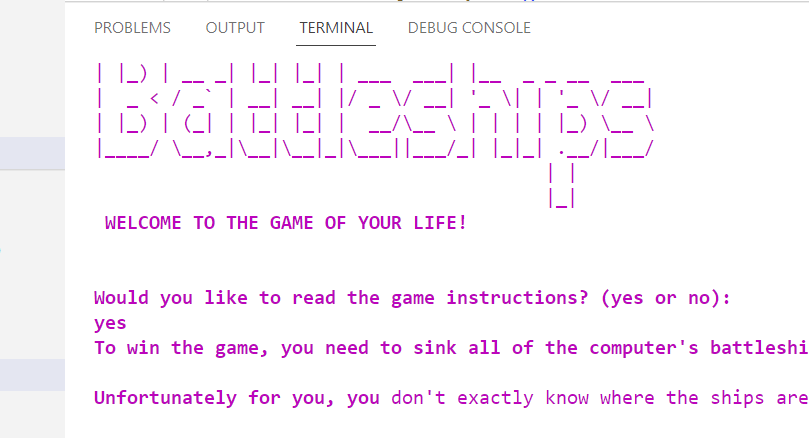 PROBLEMS OUTPUT TERMINAL DEBUG CONSOLE
Battleships
WELCOME TO THE GAME OF YOUR LIFE!
Would you like to read the game instructions? (yes or no):
yes
To win the game, you need to sink all of the computer's battleshi
Unfortunately for you, you don't exactly know where the ships are